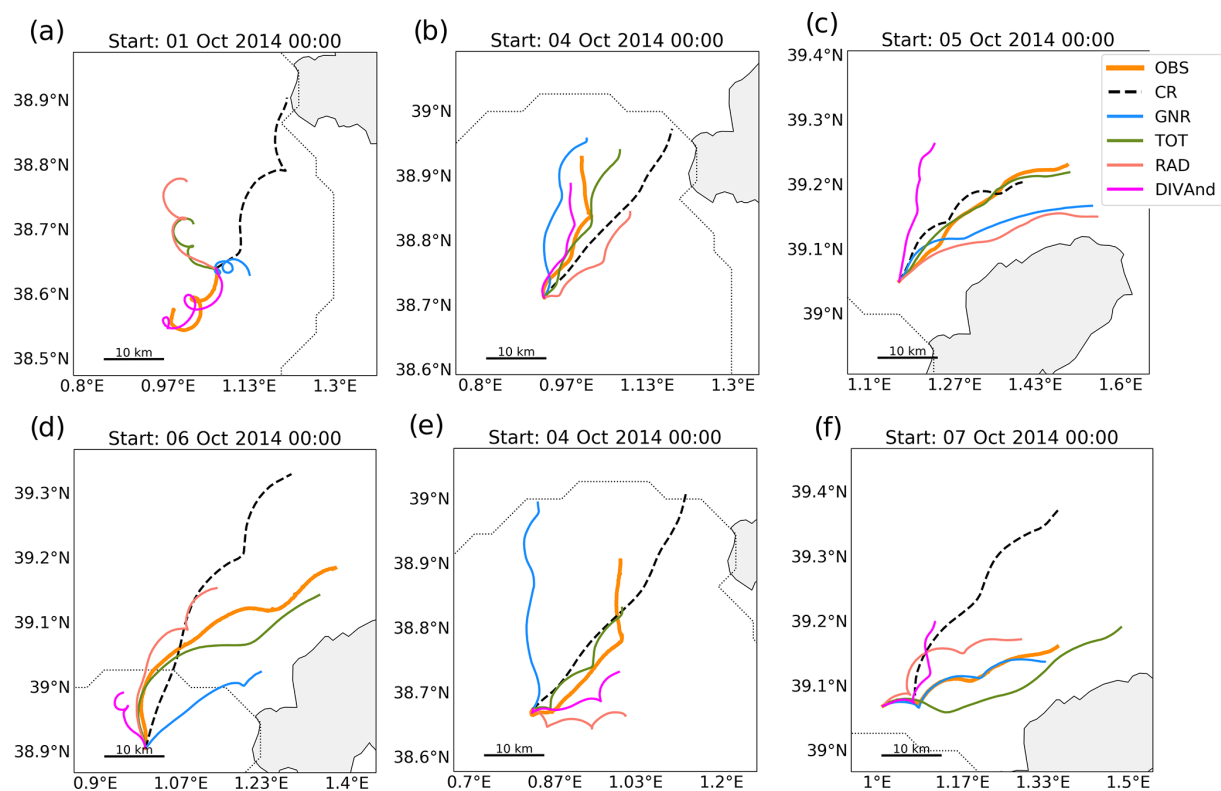 (a)
Start: 01 Oct 2014 00:00
38.9°N
38.8°N
38.7°N
38.6°N
38.5°N
10 km
0.8°E 0.97°E 1.13°E 1.3°E
(b)
Start: 04 Oct 2014 00:00
39°N
38.9°N
38.8°N
38.7°N
38.6°N
10 km
0.8°E 0.97°E 1.13°E 1.3°E
(c)
Start: 05 Oct 2014 00:00
39.4°N
39.3°N
39.2°N
39.1°N
39°N
10 km
1.1°E 1.27°E 1.43°E 1.6°E
OBS
CR
GNR
TOT
RAD
DIVAnd
(d)
Start: 06 Oct 2014 00:00
39.3°N
39.2°N
39.1°N
39°N
38.9°N
10 km
0.9°E 1.07°E 1.23°E 1.4°E
(e)
Start: 04 Oct 2014 00:00
39°N
38.9°N
38.8°N
38.7°N
38.6°N
10 km
0.7°E 0.87°E 1.03°E 1.2°E
(f)
Start: 07 Oct 2014 00:00
39.4°N
39.3°N
39.2°N
39.1°N
39°N
10 km
1°E 1.17°E 1.33°E 1.5°E